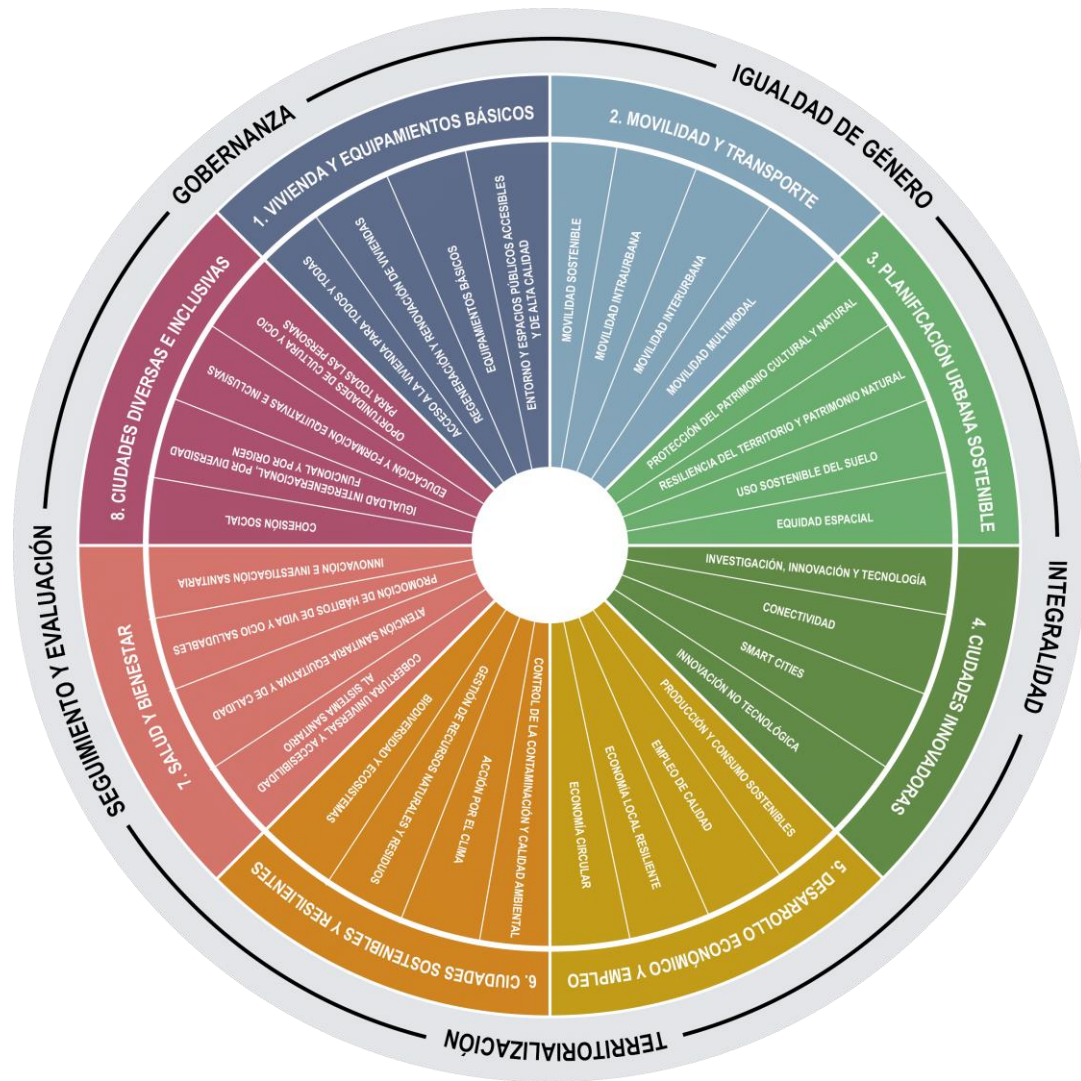 GOBERNANZA
IGUALDAD DE GÉNERO
INTEGRALIDAD
TERRITORIALIZACIÓN
SEGUIMIENTO Y EVALUACIÓN
1. VIVIENDA Y EQUIPAMIENTOS BÁSICOS
ACCESO A LA VIVIENDA PARA TODOS Y TODAS
REGENERACIÓN Y RENOVACIÓN DE VIVIENDAS
EQUIPAMIENTOS BÁSICOS
ENTORNO Y ESPACIOS PÚBLICOS ACCESIBLES
Y DE ALTA CALIDAD
2. MOVILIDAD Y TRANSPORTE
MOVILIDAD SOSTENIBLE
MOVILIDAD INTRAURBANA
MOVILIDAD INTERURBANA
MOVILIDAD MULTIMODAL
3. PLANIFICACIÓN URBANA SOSTENIBLE
PROTECCIÓN DEL PATRIMONIO CULTURAL Y NATURAL
RESILIENCIA DEL TERRITORIO Y PATRIMONIO NATURAL
USO SOSTENIBLE DEL SUELO
EQUIDAD ESPACIAL
4. CIUDADES INNOVADORAS
INVESTIGACIÓN, INNOVACIÓN Y TECNOLOGÍA
CONECTIVIDAD
SMART CITIES
INNOVACIÓN NO TECNOLÓGICA
5. DESARROLLO ECONÓMICO Y EMPLEO
PRODUCCIÓN Y CONSUMO SOSTENIBLES
EMPLEO DE CALIDAD
ECONOMÍA LOCAL RESILIENTE
ECONOMÍA CIRCULAR
6. CIUDADES SOSTENIBLES Y RESILIENTES
CONTROL DE LA CONTAMINACIÓN Y CALIDAD AMBIENTAL
ACCIÓN POR EL CLIMA
GESTIÓN DE RECURSOS NATURALES Y RESIDUOS
BIODIVERSIDAD Y ECOSISTEMAS
7. SALUD Y BIENESTAR
COBERTURA UNIVERSAL Y ACCESIBILIDAD
AL SISTEMA SANITARIO
ATENCIÓN SANITARIA EQUITATIVA Y DE CALIDAD
PROMOCIÓN DE HÁBITOS DE VIDA Y OCIO SALUDABLES
INNOVACIÓN E INVESTIGACIÓN SANITARIA
8. CIUDADES DIVERSAS E INCLUSIVAS
COHESIÓN SOCIAL
IGUALDAD INTERGENERACIONAL, POR DIVERSIDAD
FUNCIONAL Y POR ORIGEN
EDUCACIÓN Y FORMACIÓN EQUITATIVAS E INCLUSIVAS
OPORTUNIDADES DE CULTURA Y OCIO
PARA TODAS LAS PERSONAS